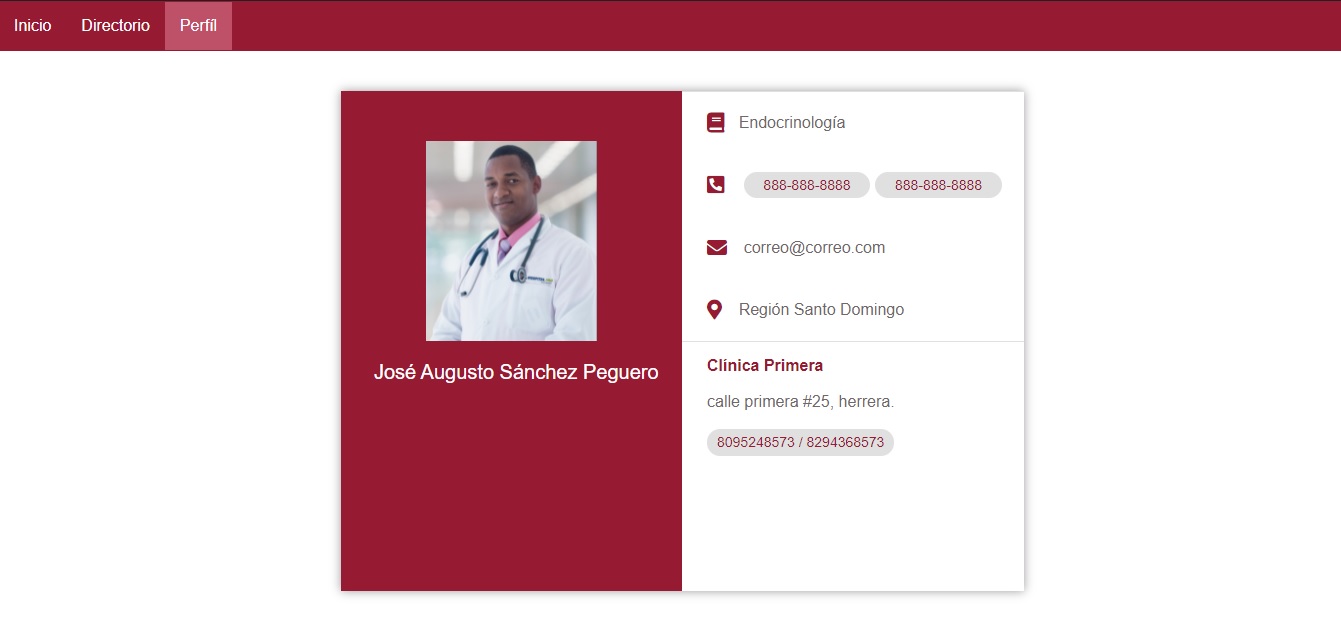 Inicio Directorio Perfíl
José Augusto Sánchez Peguero
Endocrinología
888-888-8888 888-888-8888
correo@correo.com
Región Santo Domingo
Clínica Primera
calle primera #25, herrera.
8095248573 / 8294368573